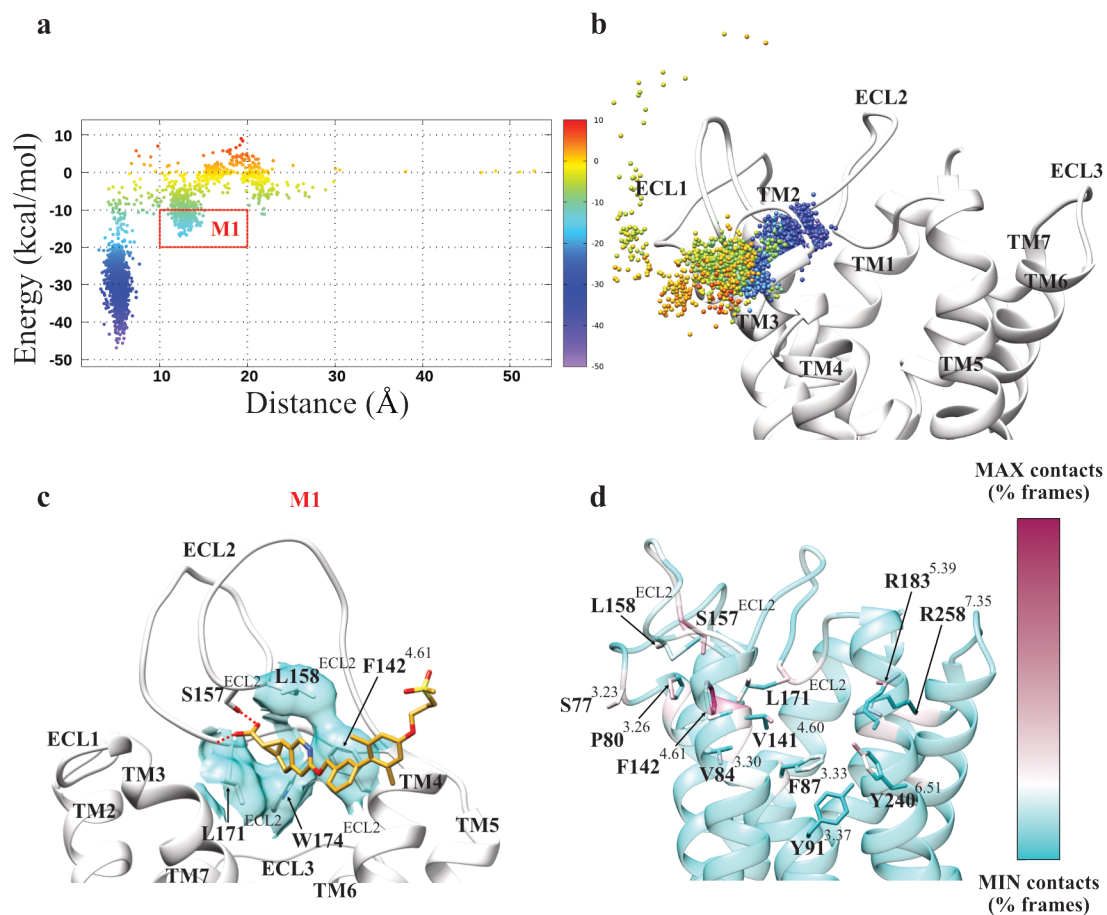 a
Energy (kcal/mol)
10
0
-10
-20
-30
-40
-50
M1
10
20
30
40
50
Distance (Å)
10
0
-10
-20
-30
-40
-50
b
ECL2
ECL1
TM2
ECL3
TM7
TM1
TM6
TM3
TM4
TM5
c
M1
ECL2
L158ECL2
F1424.61
S157ECL2
ECL1
TM3
TM4
TM2
L171ECL2
W174ECL2
TM5
TM7
ECL3
TM6
d
MAX contacts
(% frames)
R1835.39
L158ECL2
S157ECL2
R2587.35
S773.23
L171ECL2
P803.26
V1414.60
F1424.61
V843.30
F873.33
Y2406.51
Y913.37
MIN contacts
(% frames)